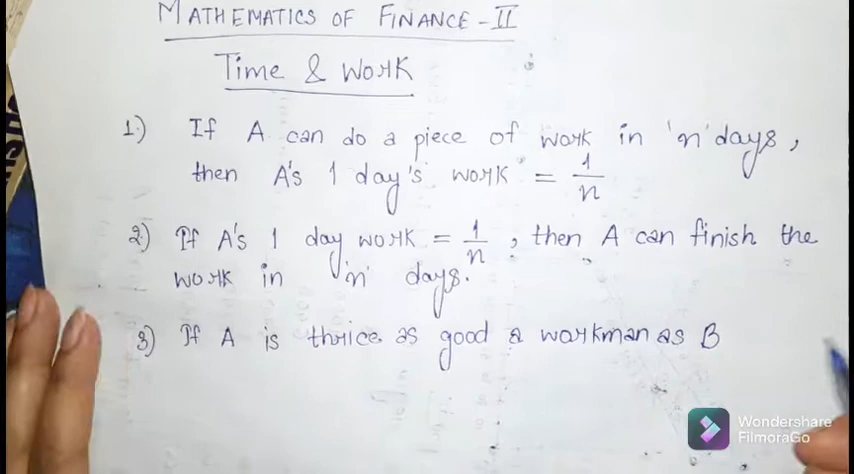 MATHEMATICS OF FINANCE - II
Time & Work
1.) If A can do a piece of work in 'n' days,
then A's 1 day's work = 1/n
2.) If A's 1 day work = 1/n, then A can finish the
work in 'n' days.
3) If A is thrice as good a workman as B
Wondershare
FilmoraGo